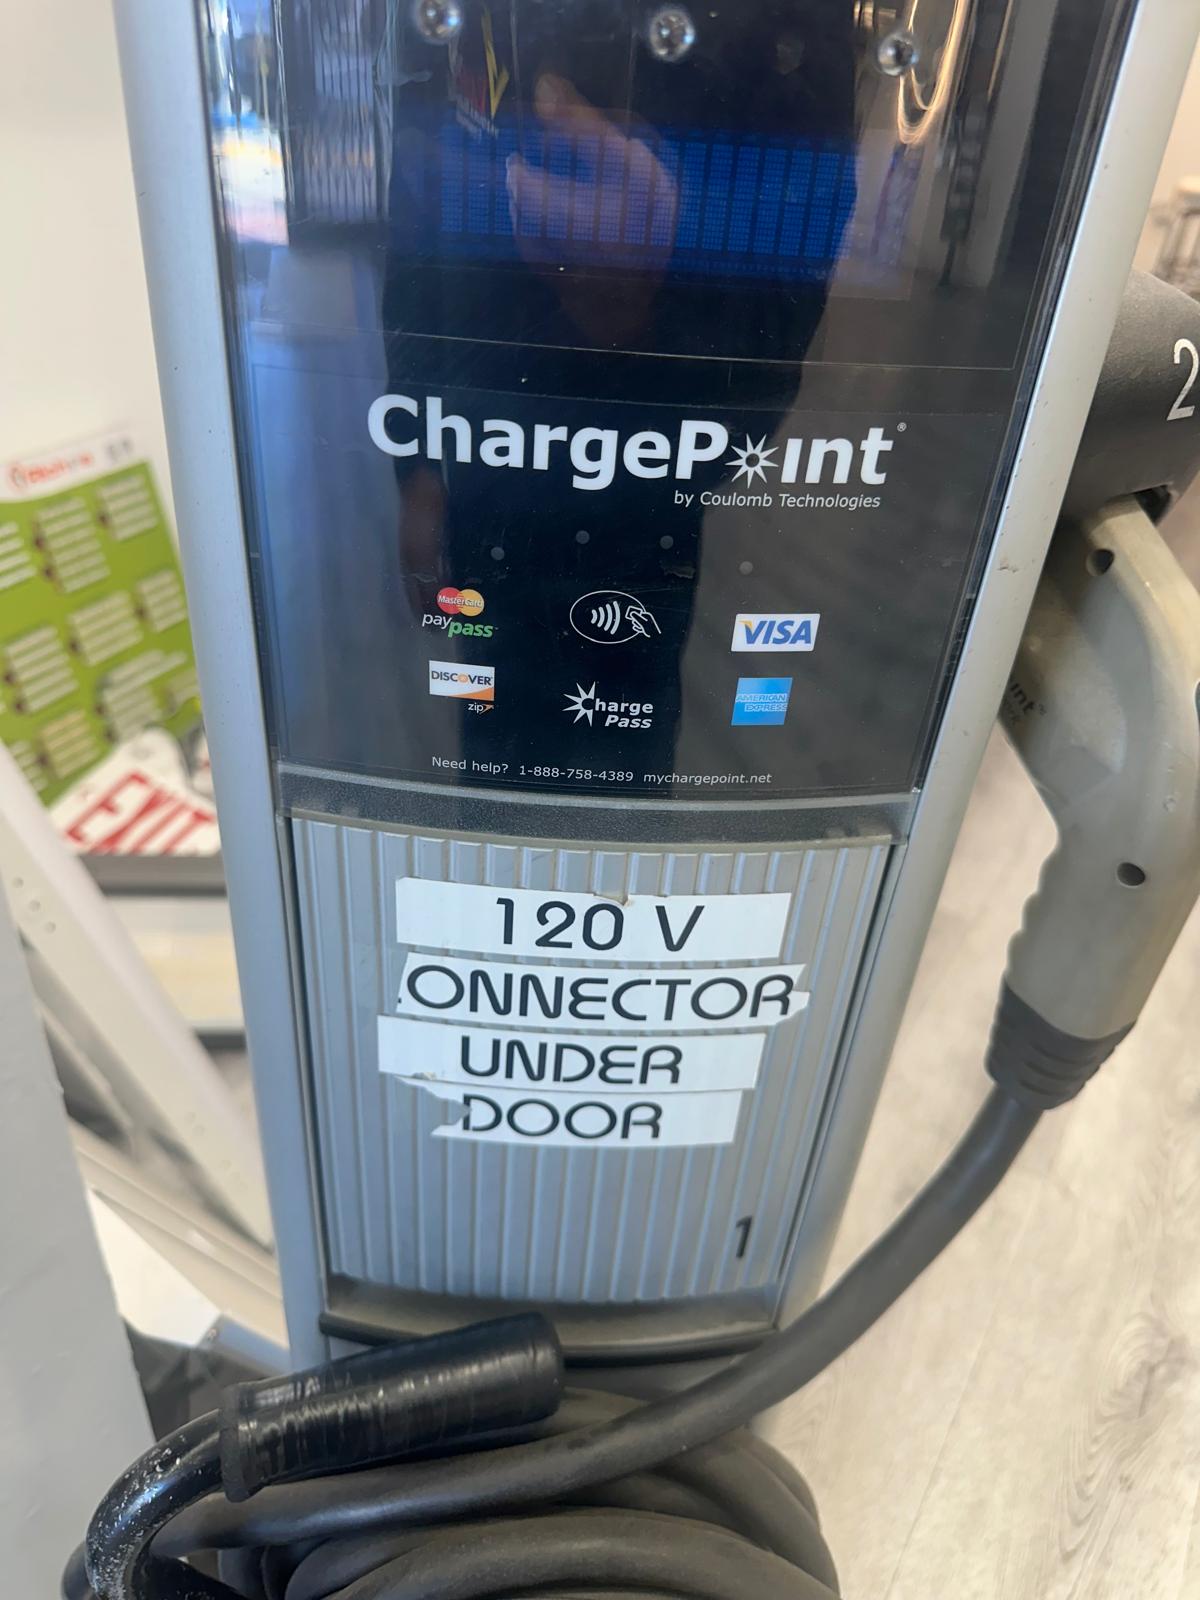 ChargePoint®
by Coulomb Technologies
MasterCard
paypass
VISA
DISCOVER
zip
Charge
Pass
AMERICAN
EXPRESS
Need help? 1-888-758-4389 mychargepoint.net
120 V
ONNECTOR
UNDER
DOOR
1
2
EXIT